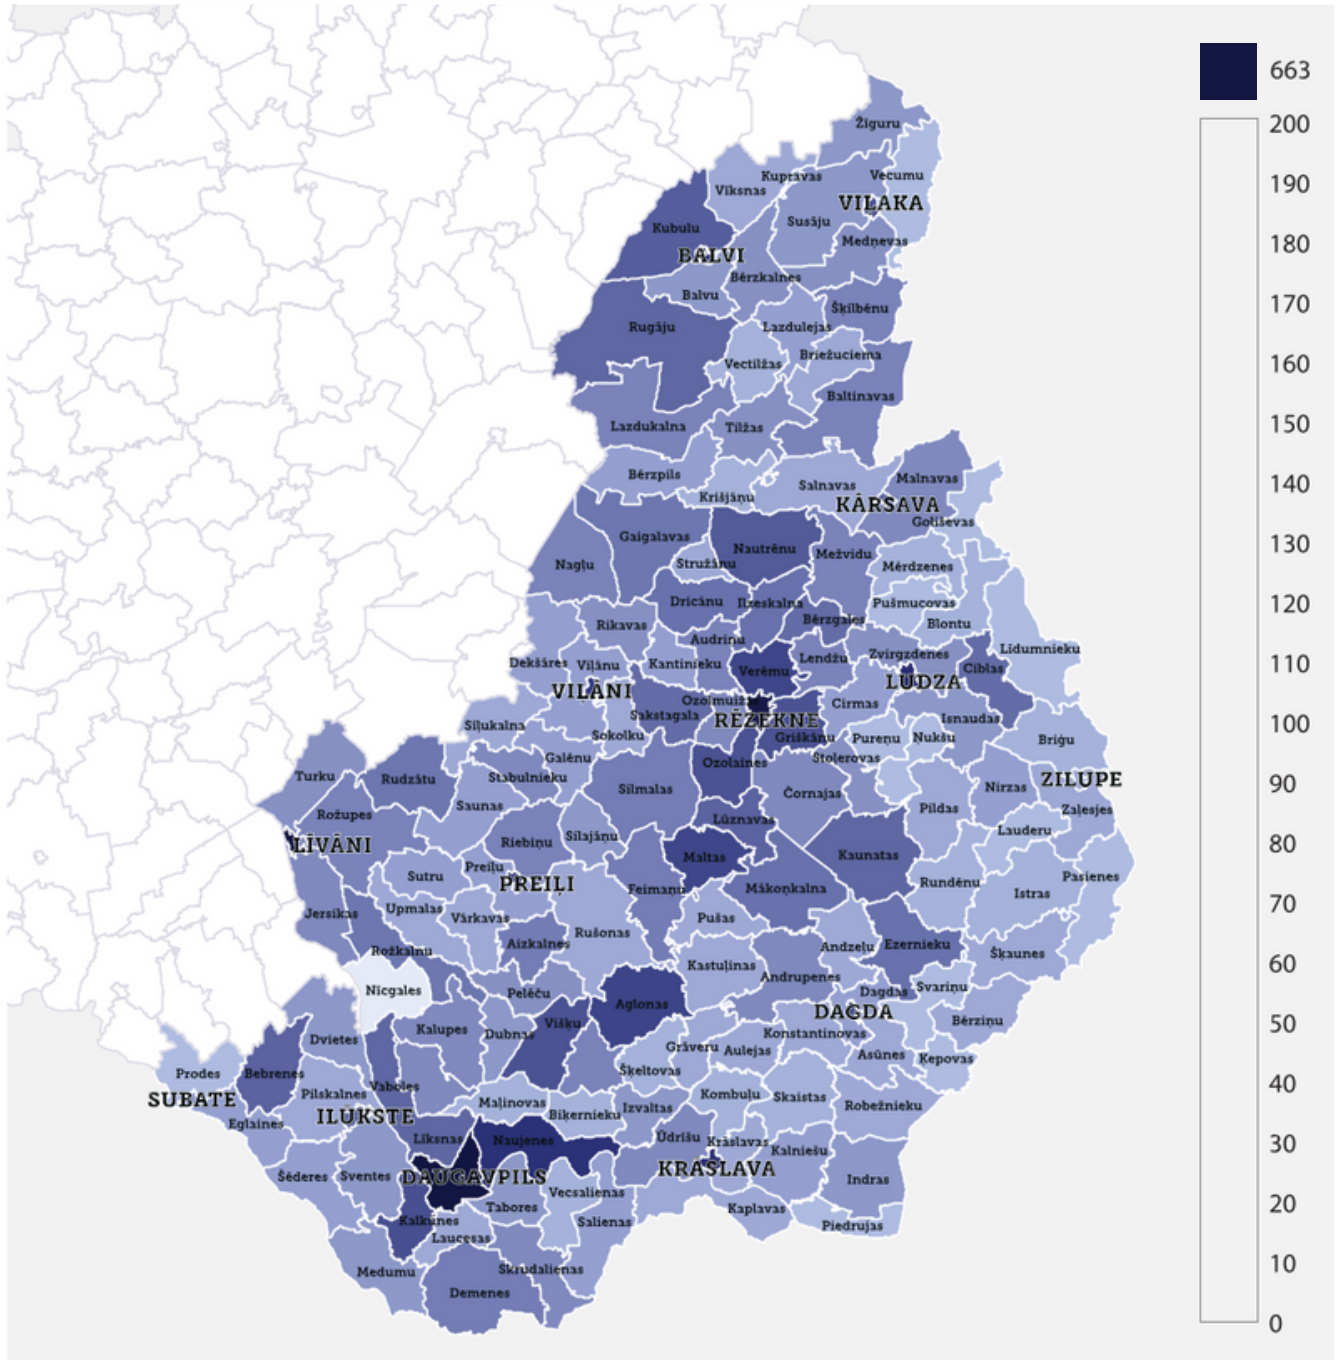 663
200
190
180
170
160
150
140
130
120
110
100
90
80
70
60
50
40
30
20
10
0
Žīguru
Kupravas
Vecumu
Vīksnas
VIĻAKA
Susāju
Kubulu
Medņevas
BALVI
Bērzkalnes
Balvu
Šķilbēnu
Rugāju
Lazdulejas
Briežuciema
Vectilžas
Baltinavas
Lazdukalna
Tilžas
Bērzpils
Malnavas
Salnavas
Krišjāņu
KĀRSAVA
Goliševas
Gaigalavas
Nautrēnu
Mežvidu
Nagļu
Stružānu
Mērdzenes
Dricānu
Ilzeskalna
Pušmucovas
Bērzgales
Blontu
Rikavas
Audriņu
Līdumnieku
Zvirgzdenes
Dekšāres
Viļānu
Kantinieku
Lendžu
Verēmu
Ciblas
LUDZA
VIĻĀNI
Ozolmuižas
Cirmas
Sakstagala
Isnaudas
RĒZEKNE
Siļukalna
Sokolku
Griškānu
Pureņu
Ņukšu
Briģu
Galēnu
Stoļerovas
Ozolaines
Turku
Rudzātu
Stabulnieku
ZILUPE
Silmalas
Čornajas
Nirzas
Saunas
Pildas
Zaļesjes
Rožupes
Lūznavas
Lauderu
LĪVĀNI
Riebiņu
Silajāņu
Maltas
Kaunatas
Preiļu
Sutru
Pasienes
PREIĻI
Rundēnu
Feimaņu
Mākoņkalna
Istras
Jersikas
Upmalas
Vārkavas
Pušas
Rušonas
Aizkalnes
Andzeļu
Ezernieku
Rožkalnu
Šķaunes
Kastuļinas
Andrupenes
Nicgales
Pelēču
Dagdas
Svariņu
Aglonas
DAGDA
Bērziņu
Višķu
Kalupes
Dubnas
Konstantinovas
Dvietes
Grāveru
Aulejas
Asūnes
Ķepovas
Prodes
Bebrenes
Šķeltovas
Vaboles
Pilskalnes
Kombuļu
Skaistas
SUBATE
Maļinovas
Robežnieku
Izvaltas
ILŪKSTE
Biķernieku
Eglaines
Līksnas
Naujenes
Ūdrīšu
Krāslavas
Kalniešu
KRĀSLAVA
Šēderes
Sventes
DAUGAVPILS
Indras
Vecsalienas
Tabores
Kaplavas
Kalkūnes
Salienas
Piedrujas
Laucesas
Medumu
Skrudalienas
Demenes